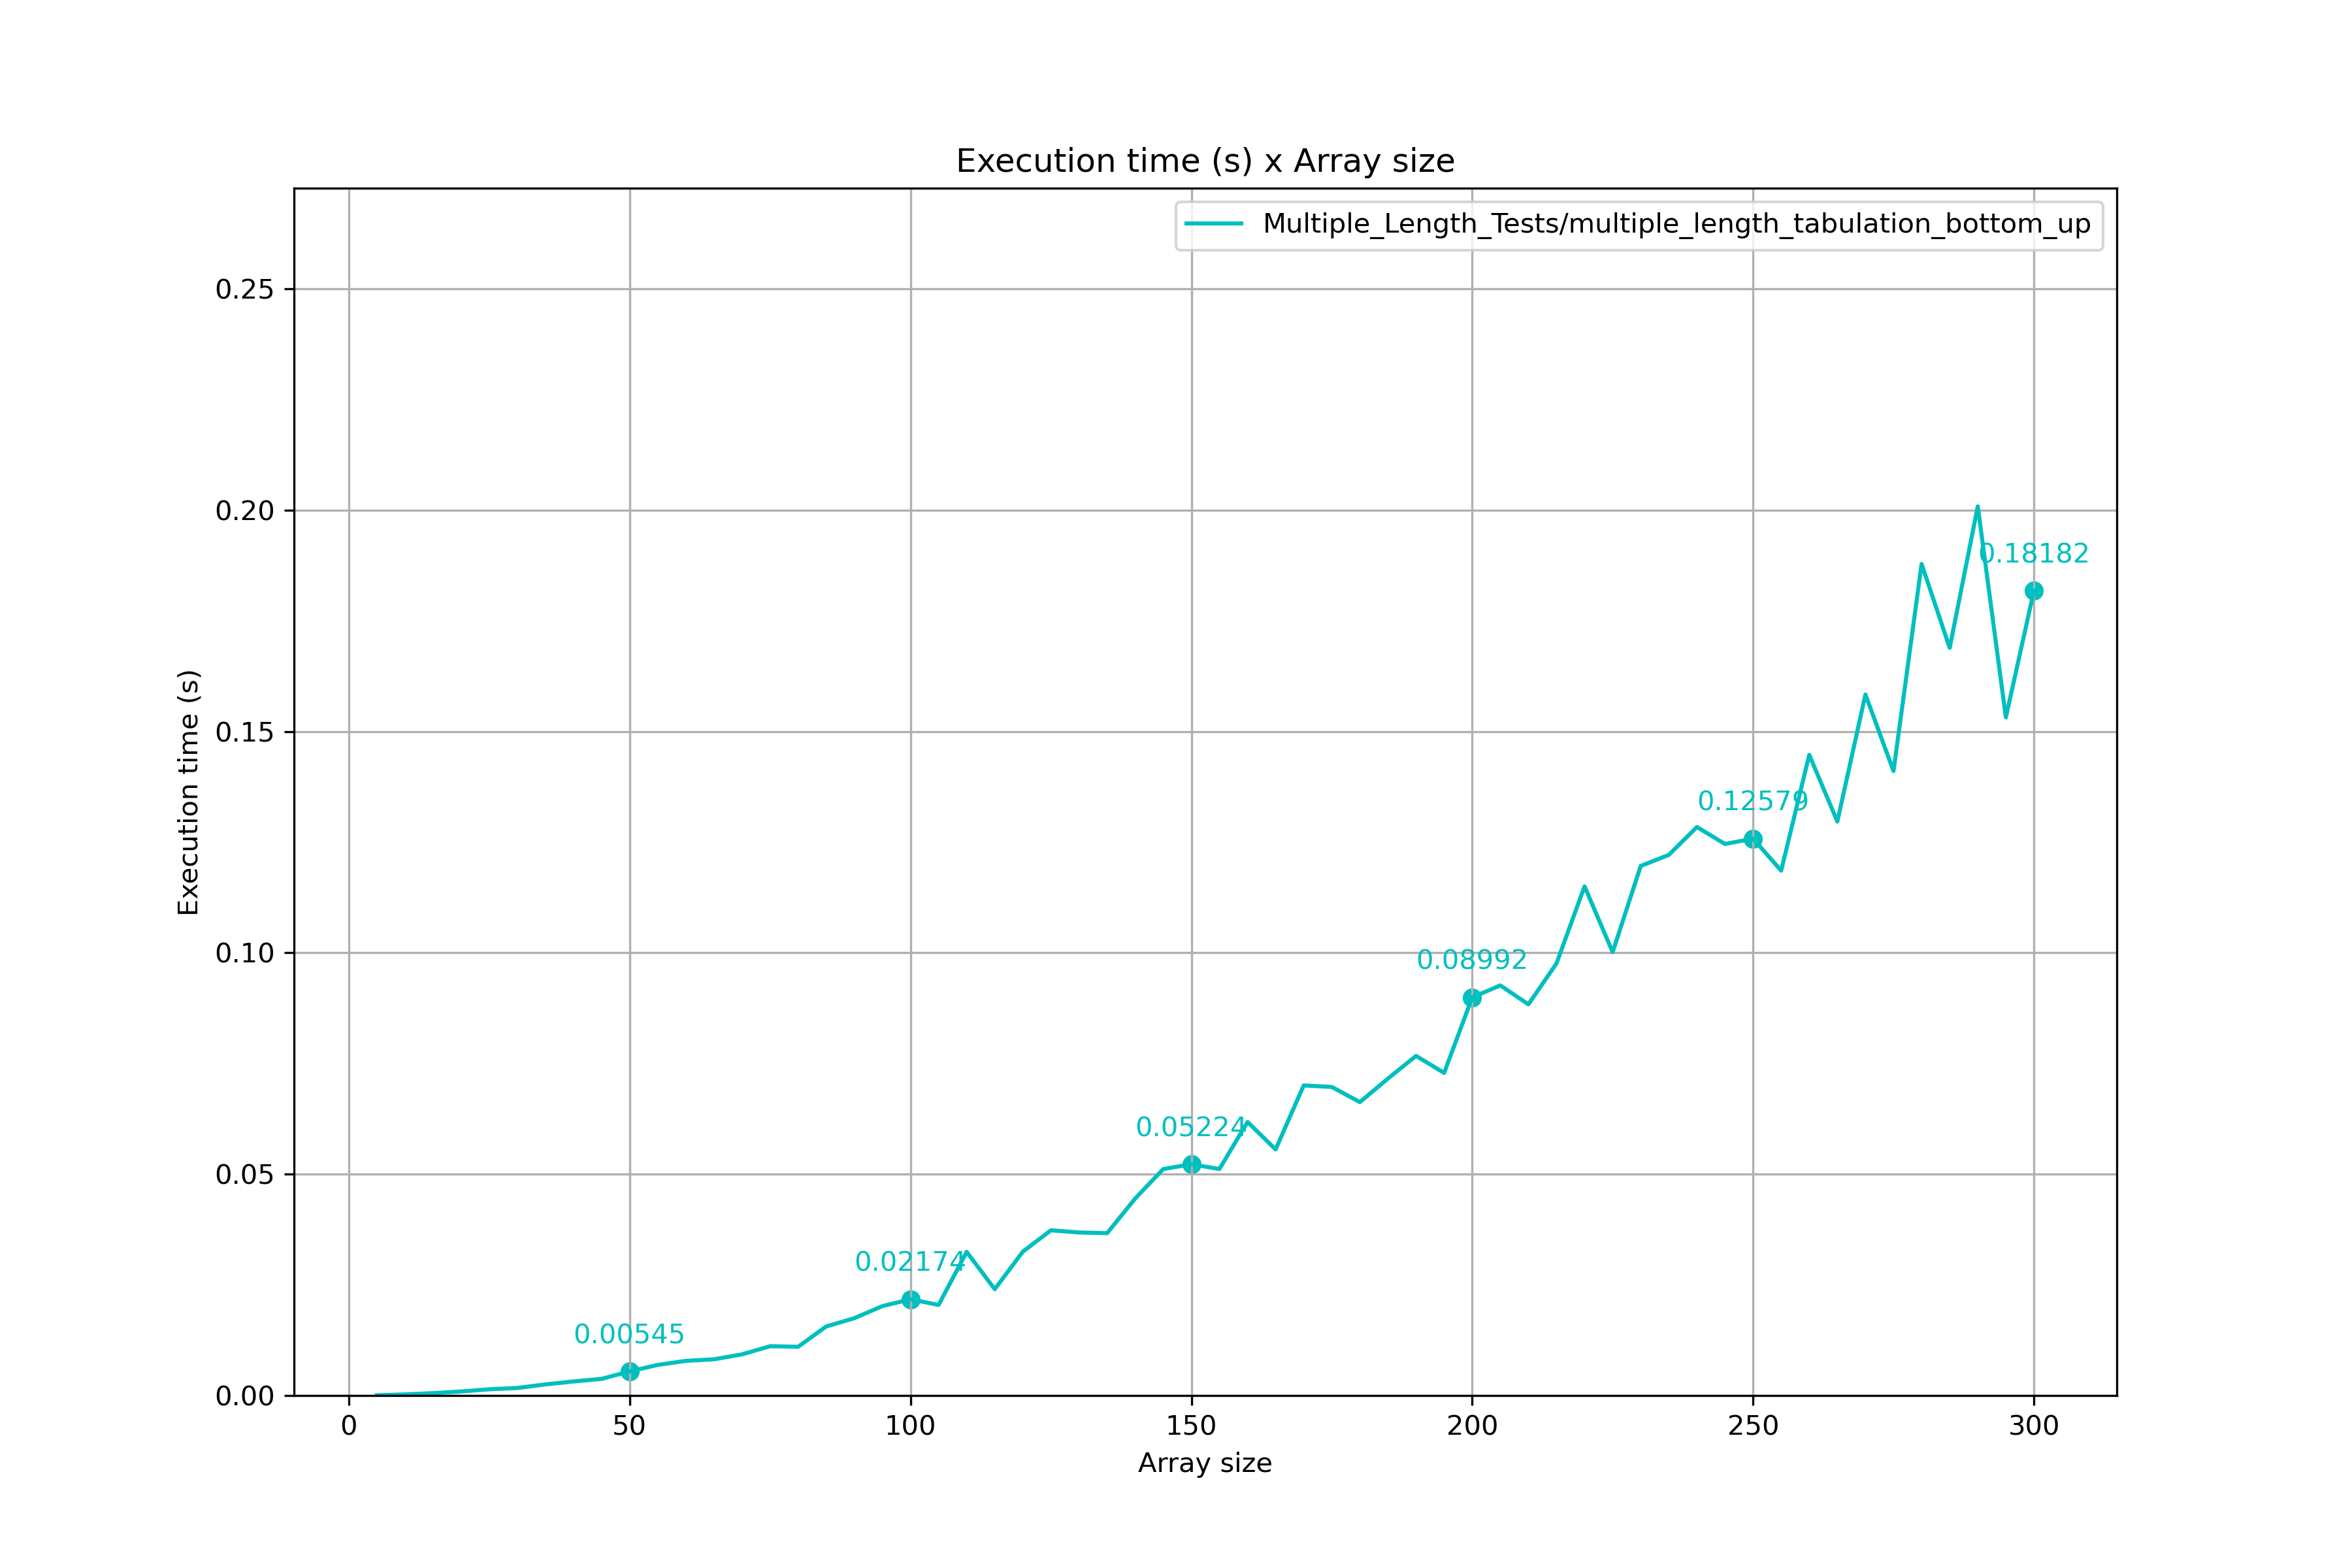 Execution time (s) x Array size
Multiple_Length_Tests/multiple_length_tabulation_bottom_up
Execution time (s)
0.25
0.20
0.15
0.10
0.05
0.00
0.18182
0.12579
0.08992
0.05224
0.02174
0.00545
0 50 100 150 200 250 300
Array size